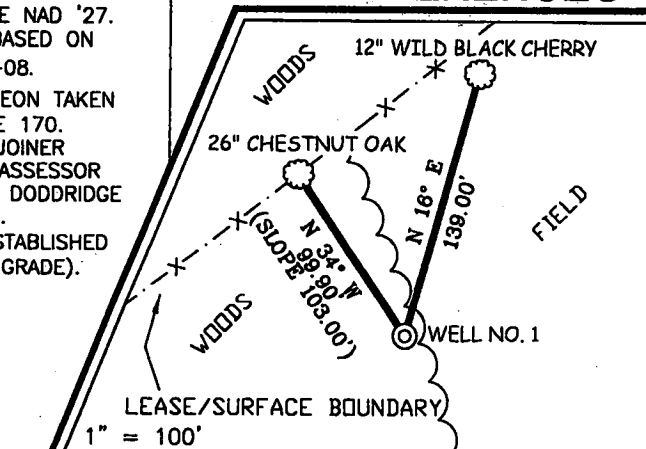 E NAD '27.
BASED ON
-08.
EON TAKEN
E 170.
JOINER
ASSESSOR
DODDRIDGE
STABLISHED
GRADE).
12" WILD BLACK CHERRY
WOODS
26" CHESTNUT OAK
N 16° E
139.00'
FIELD
N 34° W
99.90'
(SLOPE 103.00')
WOODS
WELL NO. 1
LEASE/SURFACE BOUNDARY
1" = 100'